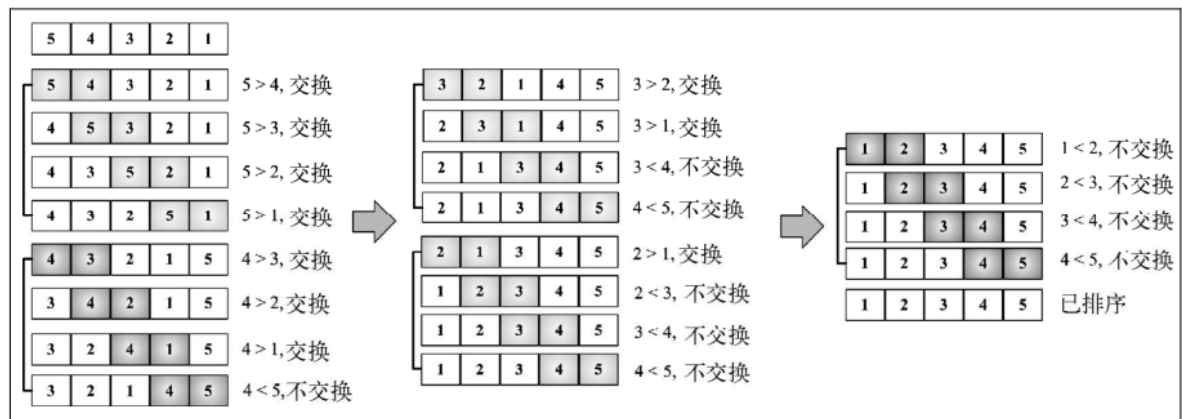 5 4 3 2 1
5 4 3 2 1 5 > 4, 交换
4 5 3 2 1 5 > 3, 交换
4 3 5 2 1 5 > 2, 交换
4 3 2 5 1 5 > 1, 交换
4 3 2 1 5 4 > 3, 交换
3 4 2 1 5 4 > 2, 交换
3 2 4 1 5 4 > 1, 交换
3 2 1 4 5 4 < 5, 不交换
3 2 1 4 5 3 > 2, 交换
2 3 1 4 5 3 > 1, 交换
2 1 3 4 5 3 < 4, 不交换
2 1 3 4 5 4 < 5, 不交换
2 1 3 4 5 2 > 1, 交换
1 2 3 4 5 2 < 3, 不交换
1 2 3 4 5 3 < 4, 不交换
1 2 3 4 5 4 < 5, 不交换
1 2 3 4 5 1 < 2, 不交换
1 2 3 4 5 2 < 3, 不交换
1 2 3 4 5 3 < 4, 不交换
1 2 3 4 5 4 < 5, 不交换
1 2 3 4 5 已排序